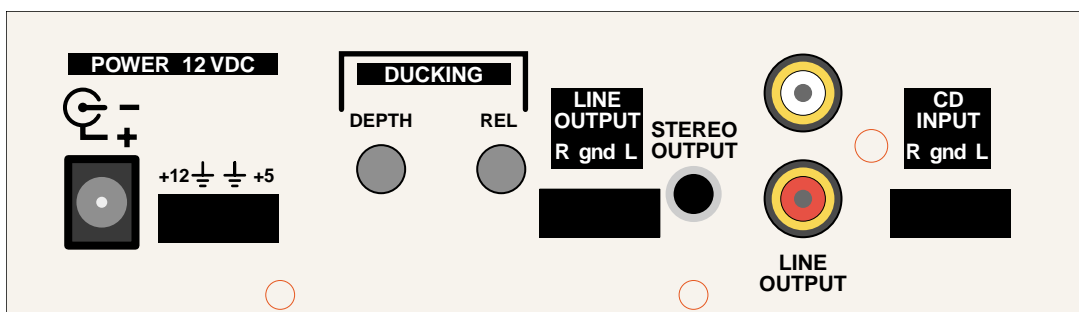 POWER 12 VDC
– +
+12 +5
DUCKING
DEPTH REL
LINE
OUTPUT
R gnd L
STEREO
OUTPUT
LINE
OUTPUT
CD
INPUT
R gnd L